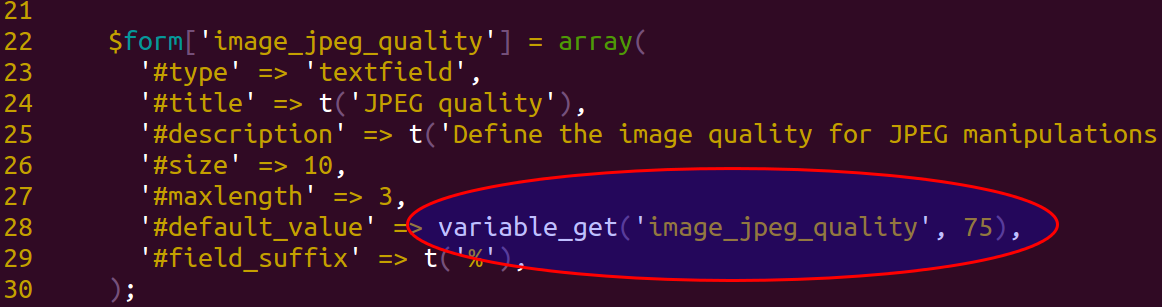 21
22 $form['image_jpeg_quality'] = array(
23 '#type' => 'textfield',
24 '#title' => t('JPEG quality'),
25 '#description' => t('Define the image quality for JPEG manipulations
26 '#size' => 10,
27 '#maxlength' => 3,
28 '#default_value' => variable_get('image_jpeg_quality', 75),
29 '#field_suffix' => t('%'),
30 );